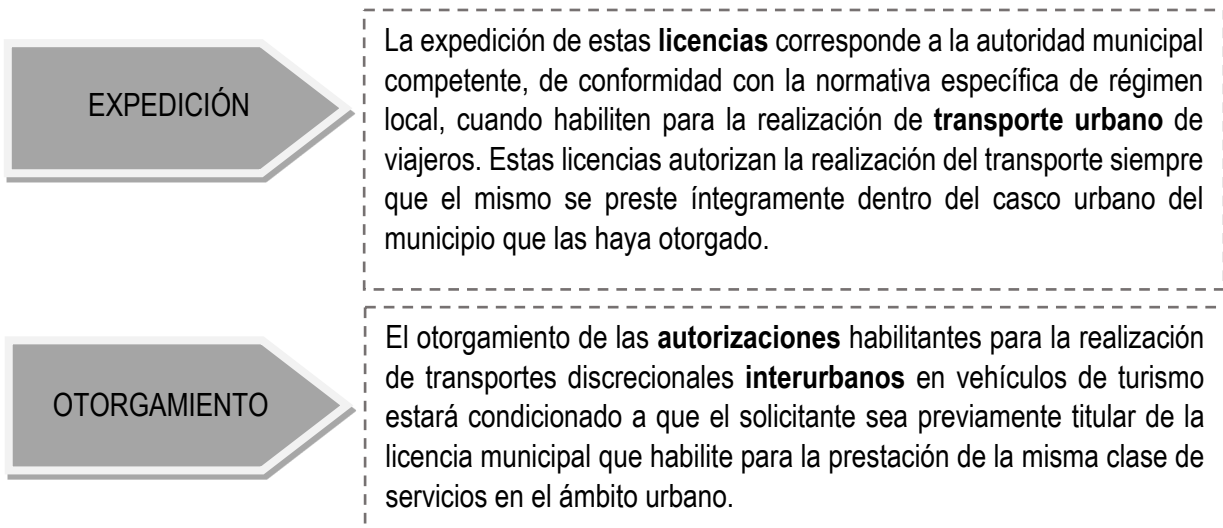 EXPEDICIÓN
La expedición de estas licencias corresponde a la autoridad municipal
competente, de conformidad con la normativa específica de régimen
local, cuando habiliten para la realización de transporte urbano de
viajeros. Estas licencias autorizan la realización del transporte siempre
que el mismo se preste íntegramente dentro del casco urbano del
municipio que las haya otorgado.
OTORGAMIENTO
El otorgamiento de las autorizaciones habilitantes para la realización
de transportes discrecionales interurbanos en vehículos de turismo
estará condicionado a que el solicitante sea previamente titular de la
licencia municipal que habilite para la prestación de la misma clase de
servicios en el ámbito urbano.